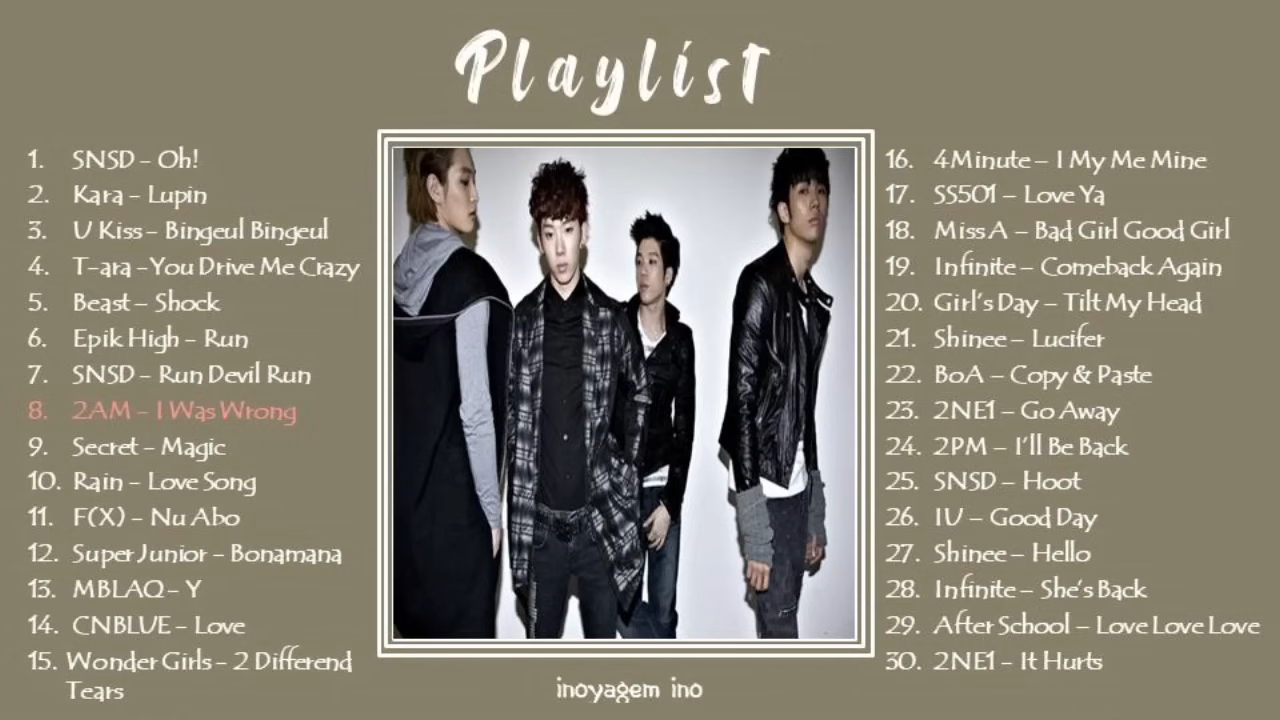 Playlist
1. SNSD – Oh!
2. Kara – Lupin
3. U Kiss – Bingeul Bingeul
4. T-ara –You Drive Me Crazy
5. Beast – Shock
6. Epik High – Run
7. SNSD – Run Devil Run
8. 2AM – I Was Wrong
9. Secret – Magic
10. Rain – Love Song
11. F(X) – Nu Abo
12. Super Junior – Bonamana
13. MBLAQ – Y
14. CNBLUE – Love
15. Wonder Girls – 2 Differend
Tears
16. 4Minute – I My Me Mine
17. SS501 – Love Ya
18. Miss A – Bad Girl Good Girl
19. Infinite – Comeback Again
20. Girl's Day – Tilt My Head
21. Shinee – Lucifer
22. BoA – Copy & Paste
23. 2NE1 – Go Away
24. 2PM – I'll Be Back
25. SNSD – Hoot
26. IU – Good Day
27. Shinee – Hello
28. Infinite – She's Back
29. After School – Love Love Love
30. 2NE1 – It Hurts
inoyagem ino